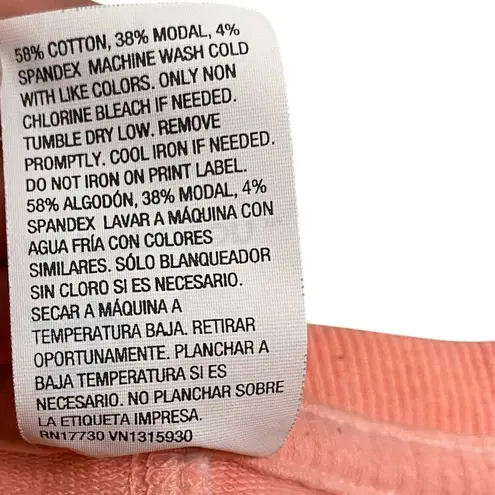 58% COTTON, 38% MODAL, 4%
SPANDEX MACHINE WASH COLD
WITH LIKE COLORS. ONLY NON
CHLORINE BLEACH IF NEEDED.
TUMBLE DRY LOW. REMOVE
PROMPTLY. COOL IRON IF NEEDED.
DO NOT IRON ON PRINT LABEL.
58% ALGODÓN, 38% MODAL, 4%
SPANDEX LAVAR A MÁQUINA CON
AGUA FRÍA CON COLORES
SIMILARES. SÓLO BLANQUEADOR
SIN CLORO SI ES NECESARIO.
SECAR A MÁQUINA A
TEMPERATURA BAJA. RETIRAR
OPORTUNAMENTE. PLANCHAR A
BAJA TEMPERATURA SI ES
NECESARIO. NO PLANCHAR SOBRE
LA ETIQUETA IMPRESA.
RN17730 VN1315930